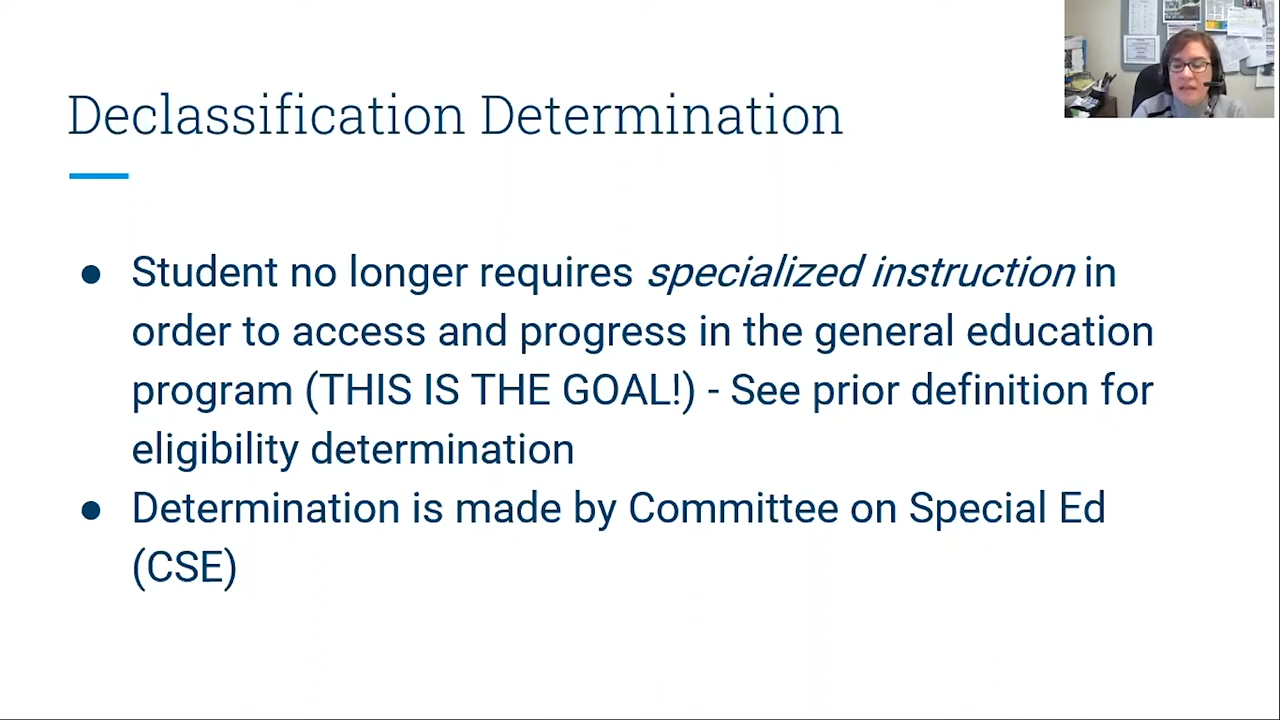 Declassification Determination
● Student no longer requires specialized instruction in
order to access and progress in the general education
program (THIS IS THE GOAL!) - See prior definition for
eligibility determination
● Determination is made by Committee on Special Ed
(CSE)